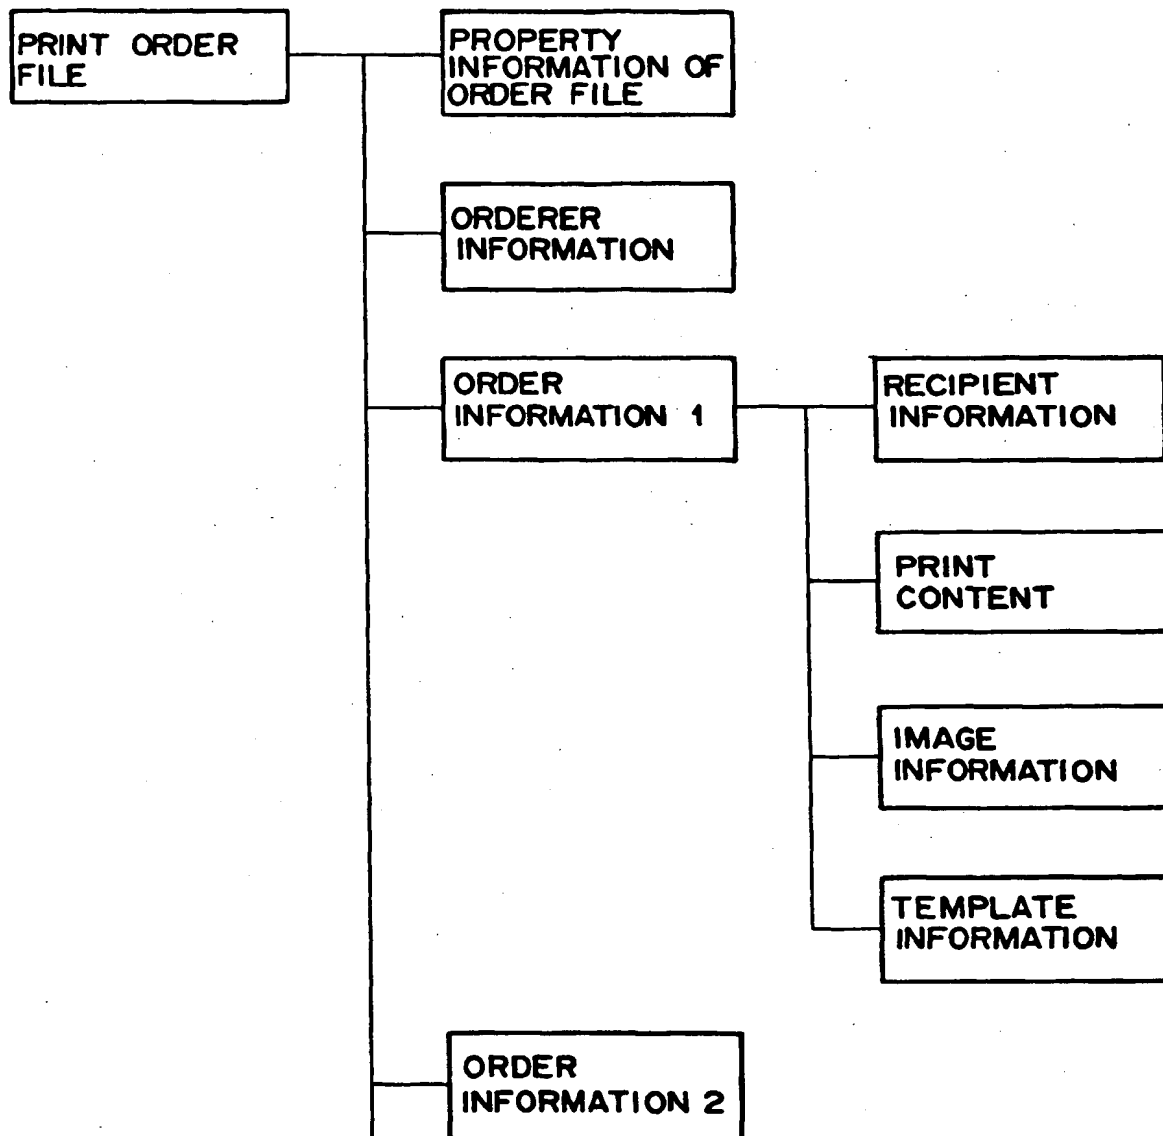 PRINT ORDER
FILE
PROPERTY
INFORMATION OF
ORDER FILE
ORDERER
INFORMATION
ORDER
INFORMATION 1
RECIPIENT
INFORMATION
PRINT
CONTENT
IMAGE
INFORMATION
TEMPLATE
INFORMATION
ORDER
INFORMATION 2